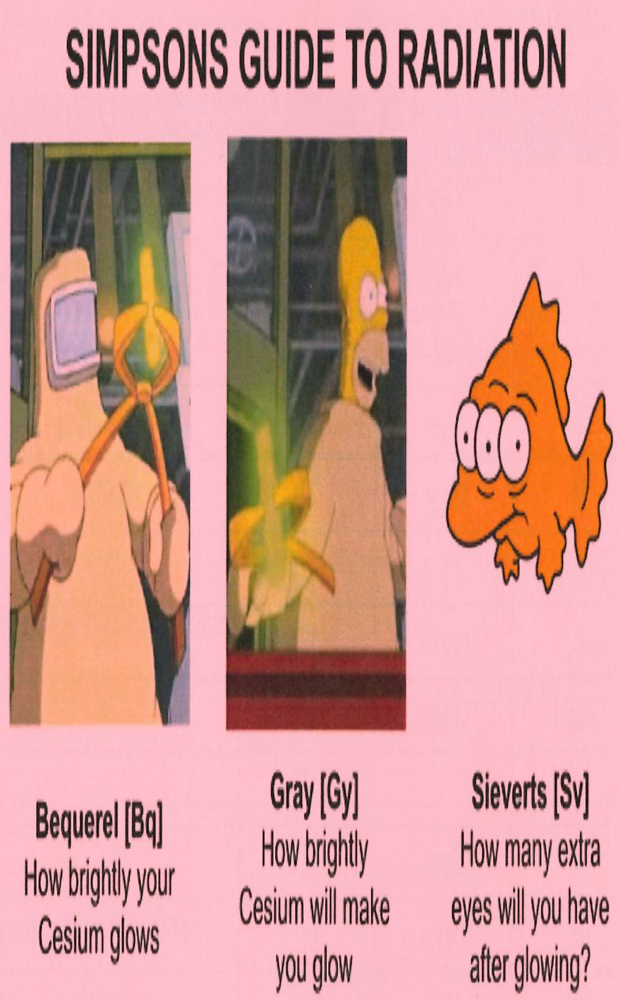 SIMPSONS GUIDE TO RADIATION
Bequerel [Bq]
How brightly your
Cesium glows
Gray [Gy]
How brightly
Cesium will make
you glow
Sieverts [Sv]
How many extra
eyes will you have
after glowing?